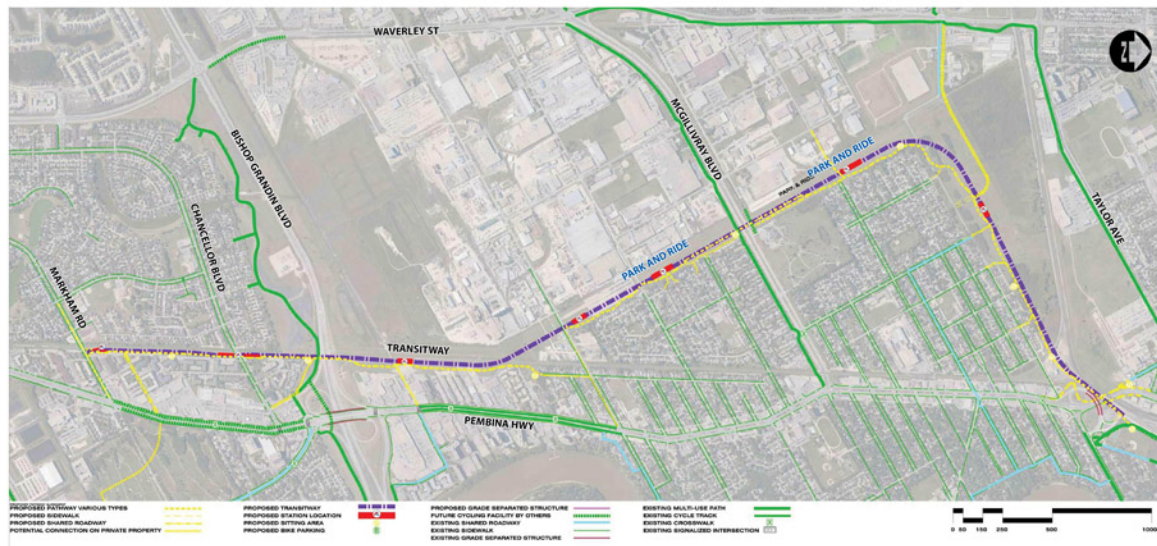 WAVERLEY ST
N
BISHOP GRANDIN BLVD
MCGILLIVRAY BLVD
PARK AND RIDE
PARK & RIDE
TAYLOR AVE
CHANCELLOR BLVD
PARK AND RIDE
MARKHAM RD
TRANSITWAY
PEMBINA HWY
PROPOSED PATHWAY VARIOUS TYPES
PROPOSED SIDEWALK
PROPOSED SHARED ROADWAY
POTENTIAL CONNECTION ON PRIVATE PROPERTY
PROPOSED TRANSITWAY
PROPOSED STATION LOCATION
PROPOSED SITTING AREA
PROPOSED BIKE PARKING
PROPOSED GRADE SEPARATED STRUCTURE
FUTURE CYCLING FACILITY BY OTHERS
EXISTING SHARED ROADWAY
EXISTING SIDEWALK
EXISTING GRADE SEPARATED STRUCTURE
EXISTING MULTI-USE PATH
EXISTING CYCLE TRACK
EXISTING CROSSWALK
EXISTING SIGNALIZED INTERSECTION
0 50 150 250 500 1000